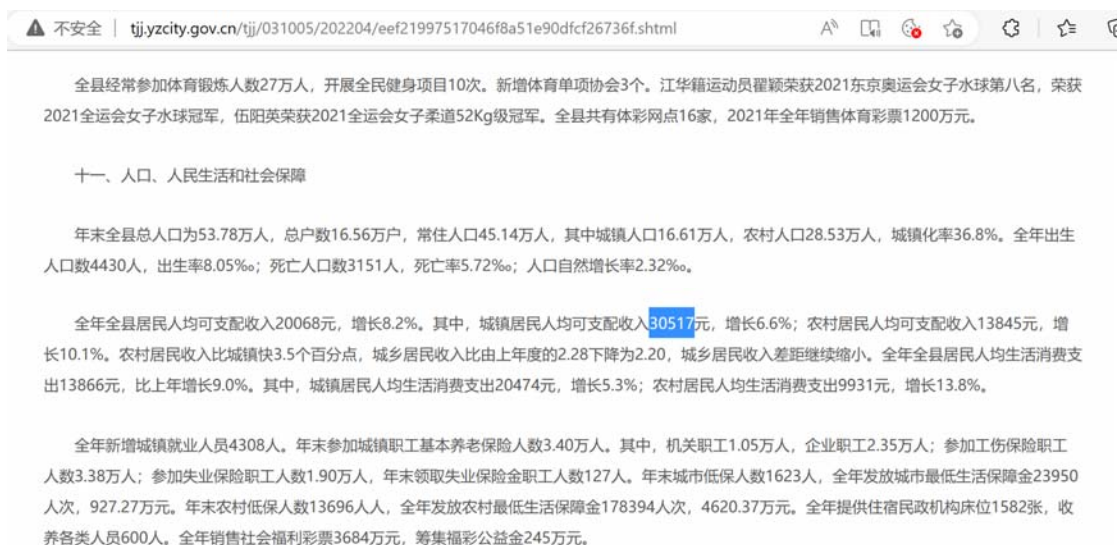 不安全 tjj.yzcity.gov.cn/tjj/031005/202204/eef21997517046f8a51e90dfcf26736f.shtml
全县经常参加体育锻炼人数27万人，开展全民健身项目10次。新增体育单项协会3个。江华籍运动员翟颖荣获2021东京奥运会女子水球第八名，荣获
2021全运会女子水球冠军，伍阳英荣获2021全运会女子柔道52Kg级冠军。全县共有体彩网点16家，2021年全年销售体育彩票1200万元。
十一、人口、人民生活和社会保障
年末全县总人口为53.78万人，总户数16.56万户，常住人口45.14万人，其中城镇人口16.61万人，农村人口28.53万人，城镇化率36.8%。全年出生
人口数4430人，出生率8.05‰；死亡人口数3151人，死亡率5.72‰；人口自然增长率2.32‰。
全年全县居民人均可支配收入20068元，增长8.2%。其中，城镇居民人均可支配收入30517元，增长6.6%；农村居民人均可支配收入13845元，增
长10.1%。农村居民收入比城镇快3.5个百分点，城乡居民收入比由上年度的2.28下降为2.20，城乡居民收入差距继续缩小。全年全县居民人均生活消费支
出13866元，比上年增长9.0%。其中，城镇居民人均生活消费支出20474元，增长5.3%；农村居民人均生活消费支出9931元，增长13.8%。
全年新增城镇就业人员4308人。年末参加城镇职工基本养老保险人数3.40万人。其中，机关职工1.05万人，企业职工2.35万人；参加工伤保险职工
人数3.38万人；参加失业保险职工人数1.90万人，年末领取失业保险金职工人数127人。年末城市低保人数1623人，全年发放城市最低生活保障金23950
人次，927.27万元。年末农村低保人数13696人人，全年发放农村最低生活保障金178394人次，4620.37万元。全年提供住宿民政机构床位1582张，收
养各类人员600人。全年销售社会福利彩票3684万元，筹集福彩公益金245万元。